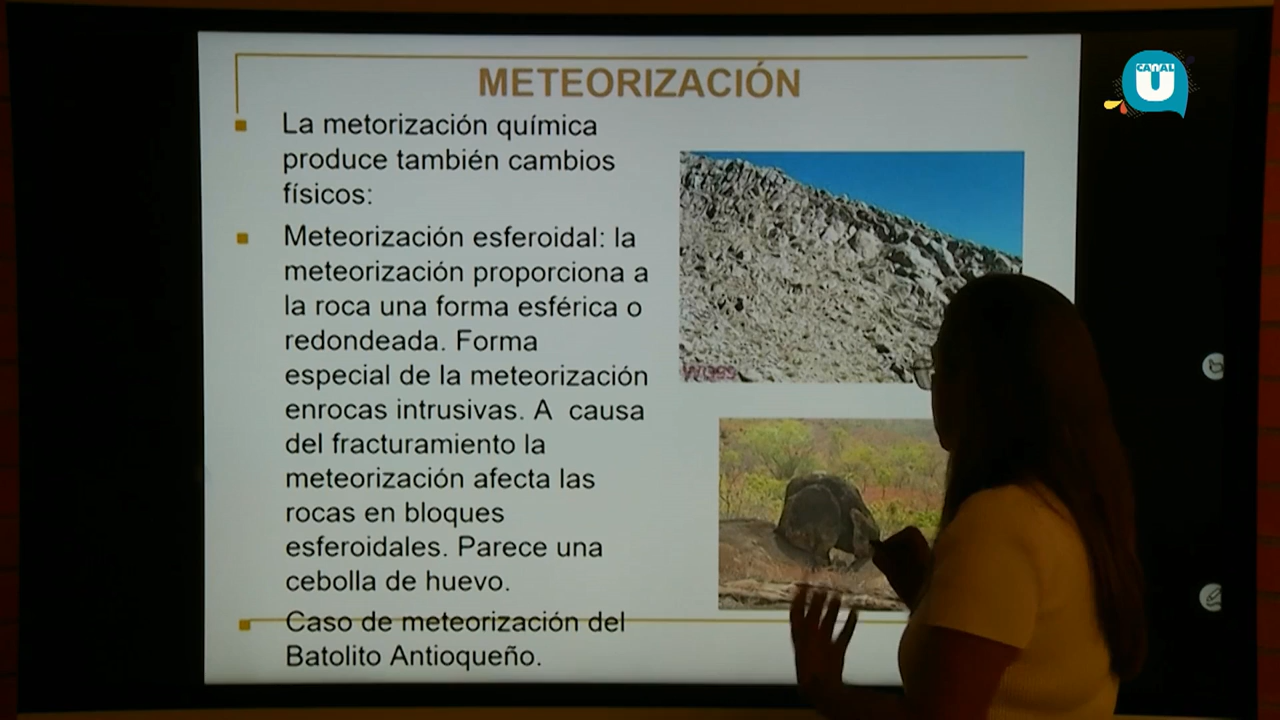 METEORIZACIÓN
La metorización química
produce también cambios
físicos:
Meteorización esferoidal: la
meteorización proporciona a
la roca una forma esférica o
redondeada. Forma
especial de la meteorización
enrocas intrusivas. A causa
del fracturamiento la
meteorización afecta las
rocas en bloques
esferoidales. Parece una
cebolla de huevo.
Caso de meteorización del
Batolito Antioqueño.
CANAL
U